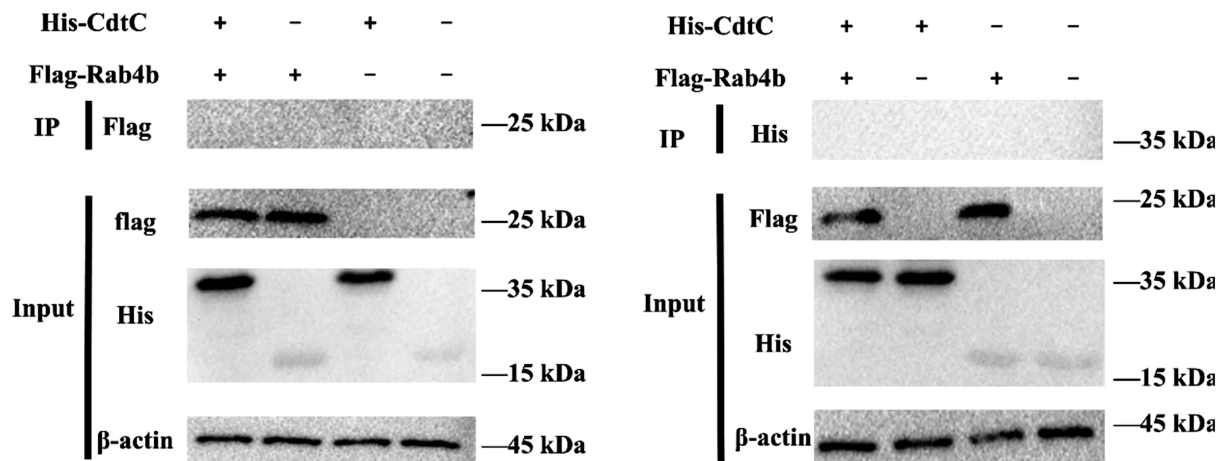 His-CdtC + − + −
Flag-Rab4b + + − −
IP Flag —25 kDa
flag —25 kDa
Input His —35 kDa
—15 kDa
β-actin —45 kDa
His-CdtC + + − −
Flag-Rab4b + − + −
IP His —35 kDa
Flag —25 kDa
Input His —35 kDa
—15 kDa
β-actin —45 kDa